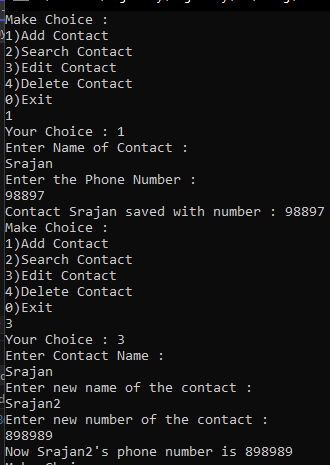 Make Choice :
1)Add Contact
2)Search Contact
3)Edit Contact
4)Delete Contact
0)Exit
1
Your Choice : 1
Enter Name of Contact :
Srajan
Enter the Phone Number :
98897
Contact Srajan saved with number : 98897
Make Choice :
1)Add Contact
2)Search Contact
3)Edit Contact
4)Delete Contact
0)Exit
3
Your Choice : 3
Enter Contact Name :
Srajan
Enter new name of the contact :
Srajan2
Enter new number of the contact :
898989
Now Srajan2's phone number is 898989